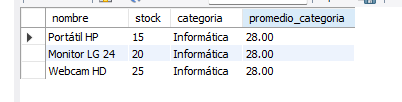 nombre stock categoria promedio_categoria
Portátil HP 15 Informática 28.00
Monitor LG 24 20 Informática 28.00
Webcam HD 25 Informática 28.00